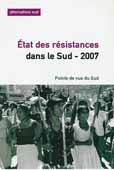 alternatives sud
État des résistances
dans le Sud - 2007
Points de vue du Sud